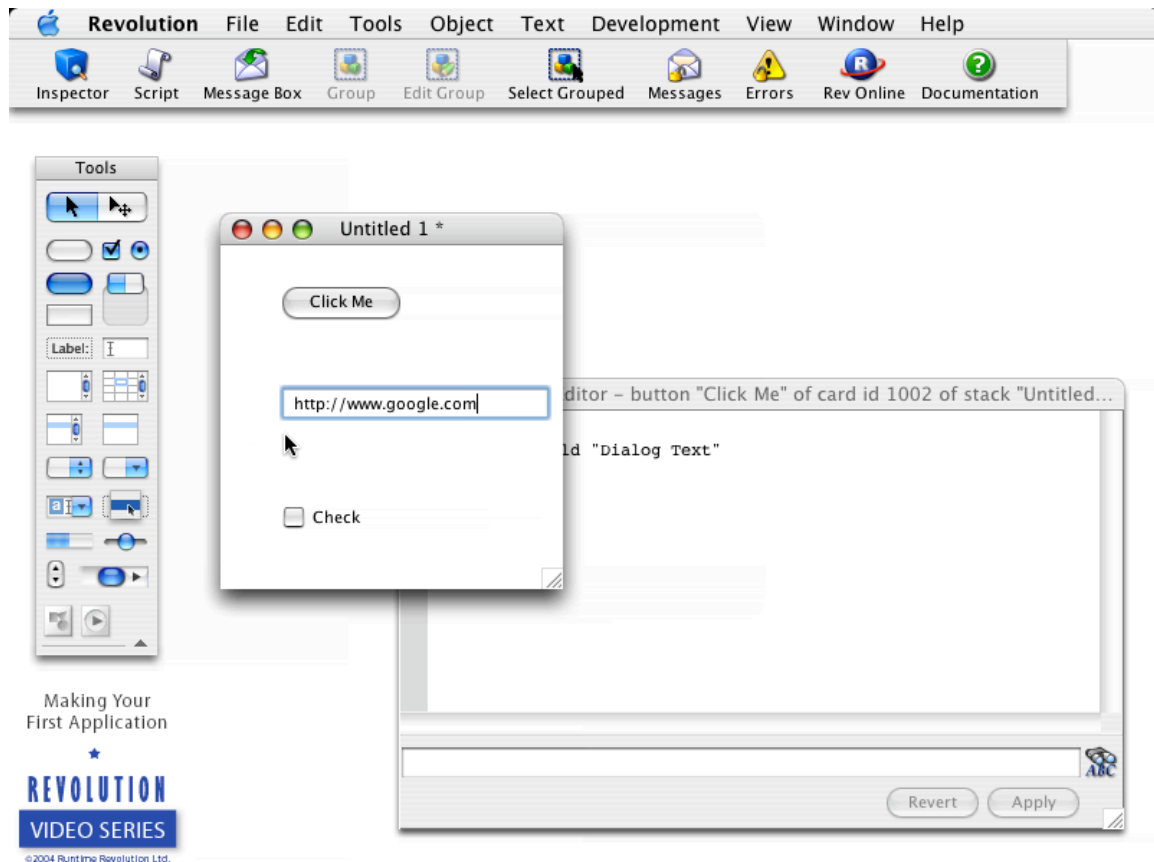 Revolution File Edit Tools Object Text Development View Window Help
Inspector Script Message Box Group Edit Group Select Grouped Messages Errors Rev Online Documentation
Tools
Label:
Untitled 1 *
Click Me
http://www.google.com
Check
ditor – button "Click Me" of card id 1002 of stack "Untitled...
ld "Dialog Text"
ABC
Revert Apply
Making Your
First Application
REVOLUTION
VIDEO SERIES
©2004 Runtime Revolution Ltd.